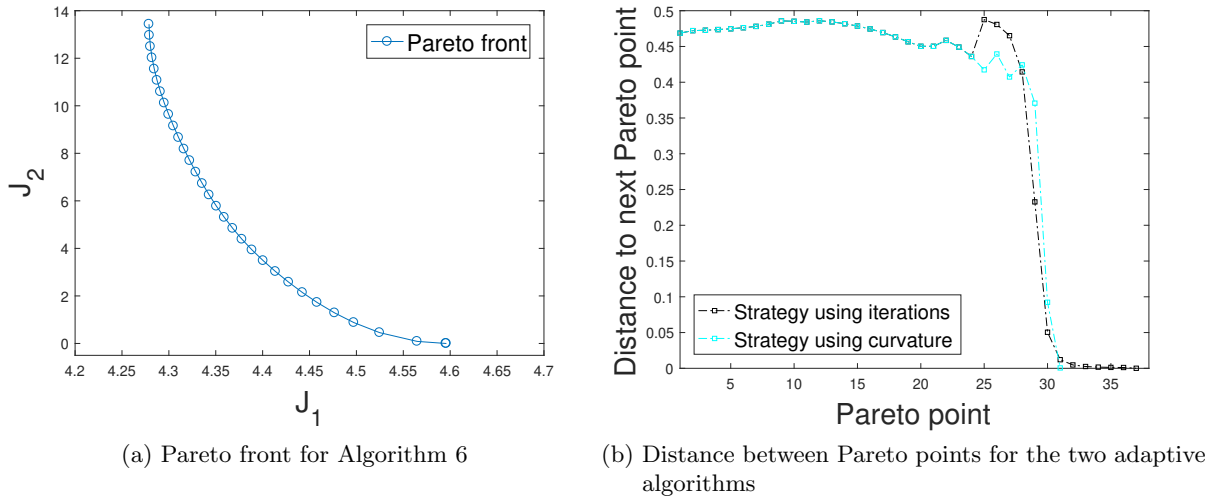 14
12
10
8
6
4
2
0
J_2
4.2 4.25 4.3 4.35 4.4 4.45 4.5 4.55 4.6 4.65 4.7
J_1
Pareto front
(a) Pareto front for Algorithm 6
0.5
0.45
0.4
0.35
0.3
0.25
0.2
0.15
0.1
0.05
0
Distance to next Pareto point
5 10 15 20 25 30 35
Pareto point
Strategy using iterations
Strategy using curvature
(b) Distance between Pareto points for the two adaptive
algorithms